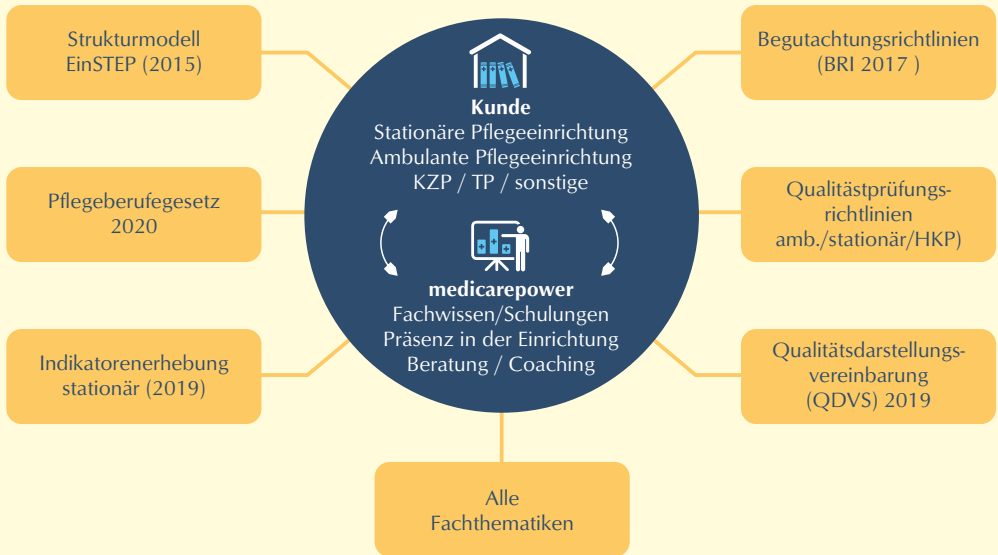 Strukturmodell
EinSTEP (2015)
Pflegeberufegesetz
2020
Indikatorenerhebung
stationär (2019)
Kunde
Stationäre Pflegeeinrichtung
Ambulante Pflegeeinrichtung
KZP / TP / sonstige
medicarepower
Fachwissen/Schulungen
Präsenz in der Einrichtung
Beratung / Coaching
Begutachtungsrichtlinien
(BRI 2017 )
Qualitästprüfungs-
richtlinien
amb./stationär/HKP)
Qualitätsdarstellungs-
vereinbarung
(QDVS) 2019
Alle
Fachthematiken